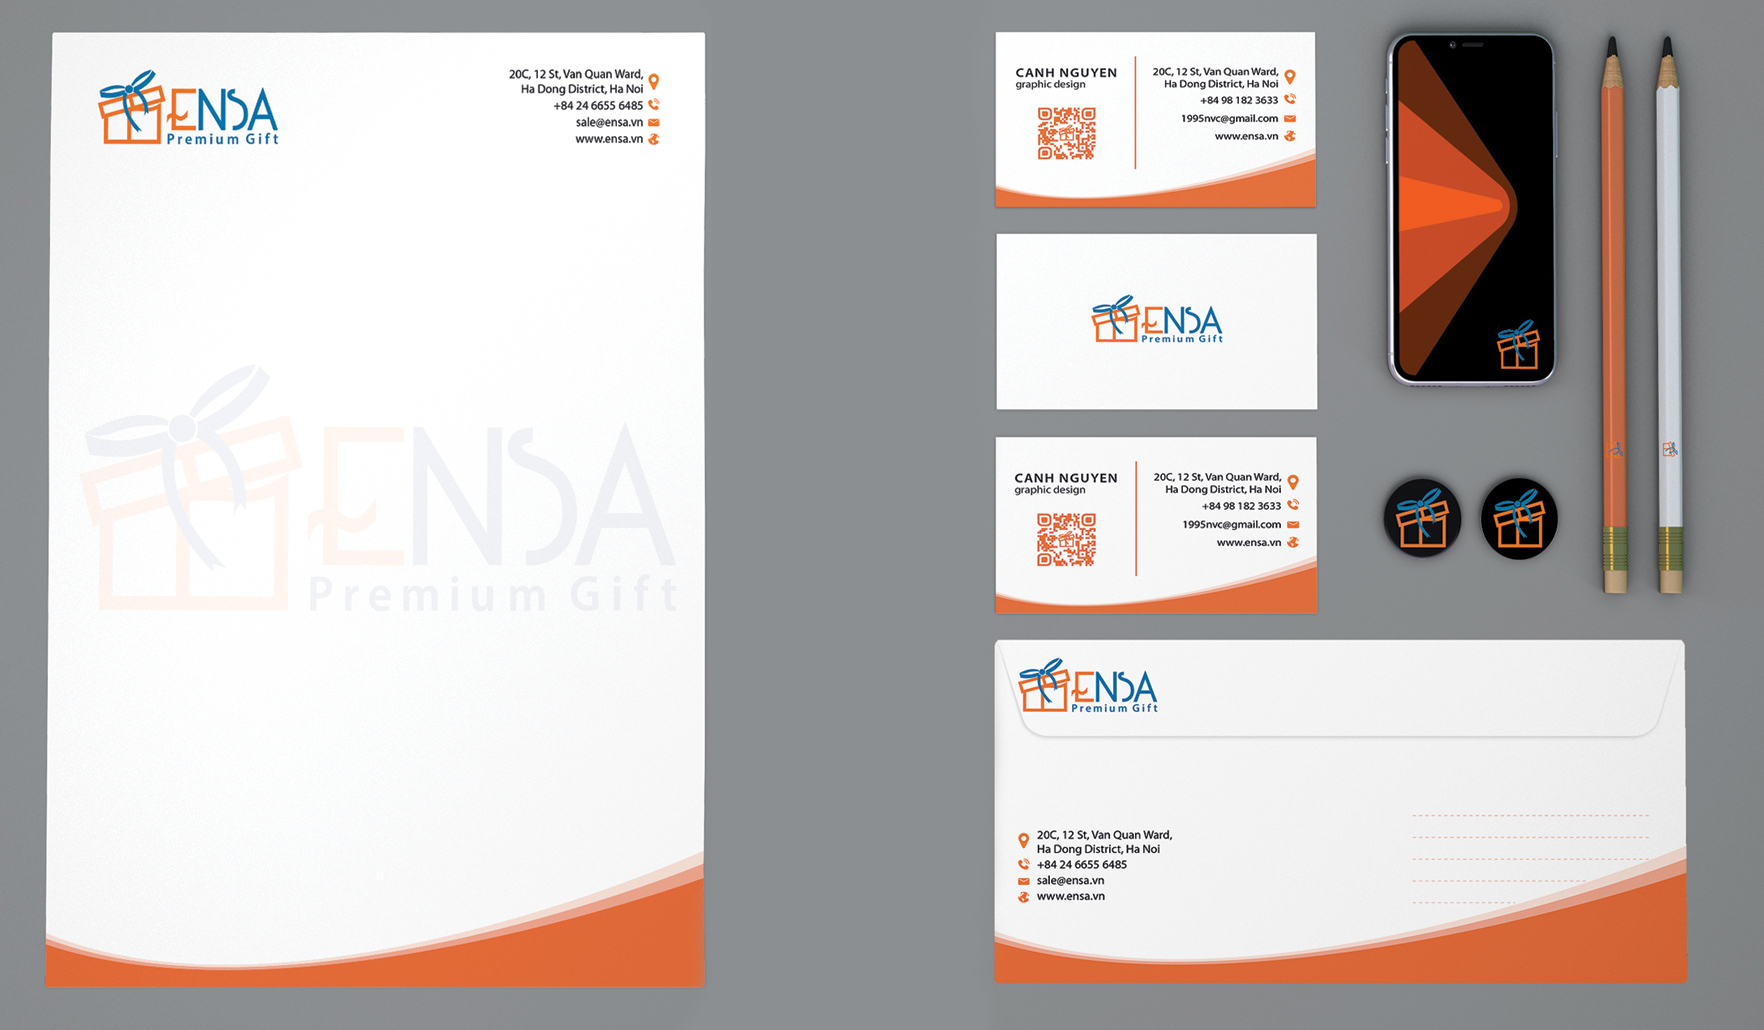 ENSA
Premium Gift
20C, 12 St, Van Quan Ward,
Ha Dong District, Ha Noi
+84 24 6655 6485
sale@ensa.vn
www.ensa.vn
ENSA
Premium Gift
CANH NGUYEN
graphic design
20C, 12 St, Van Quan Ward,
Ha Dong District, Ha Noi
+84 98 182 3633
1995nvc@gmail.com
www.ensa.vn
ENSA
Premium Gift
CANH NGUYEN
graphic design
20C, 12 St, Van Quan Ward,
Ha Dong District, Ha Noi
+84 98 182 3633
1995nvc@gmail.com
www.ensa.vn
ENSA
Premium Gift
20C, 12 St, Van Quan Ward,
Ha Dong District, Ha Noi
+84 24 6655 6485
sale@ensa.vn
www.ensa.vn